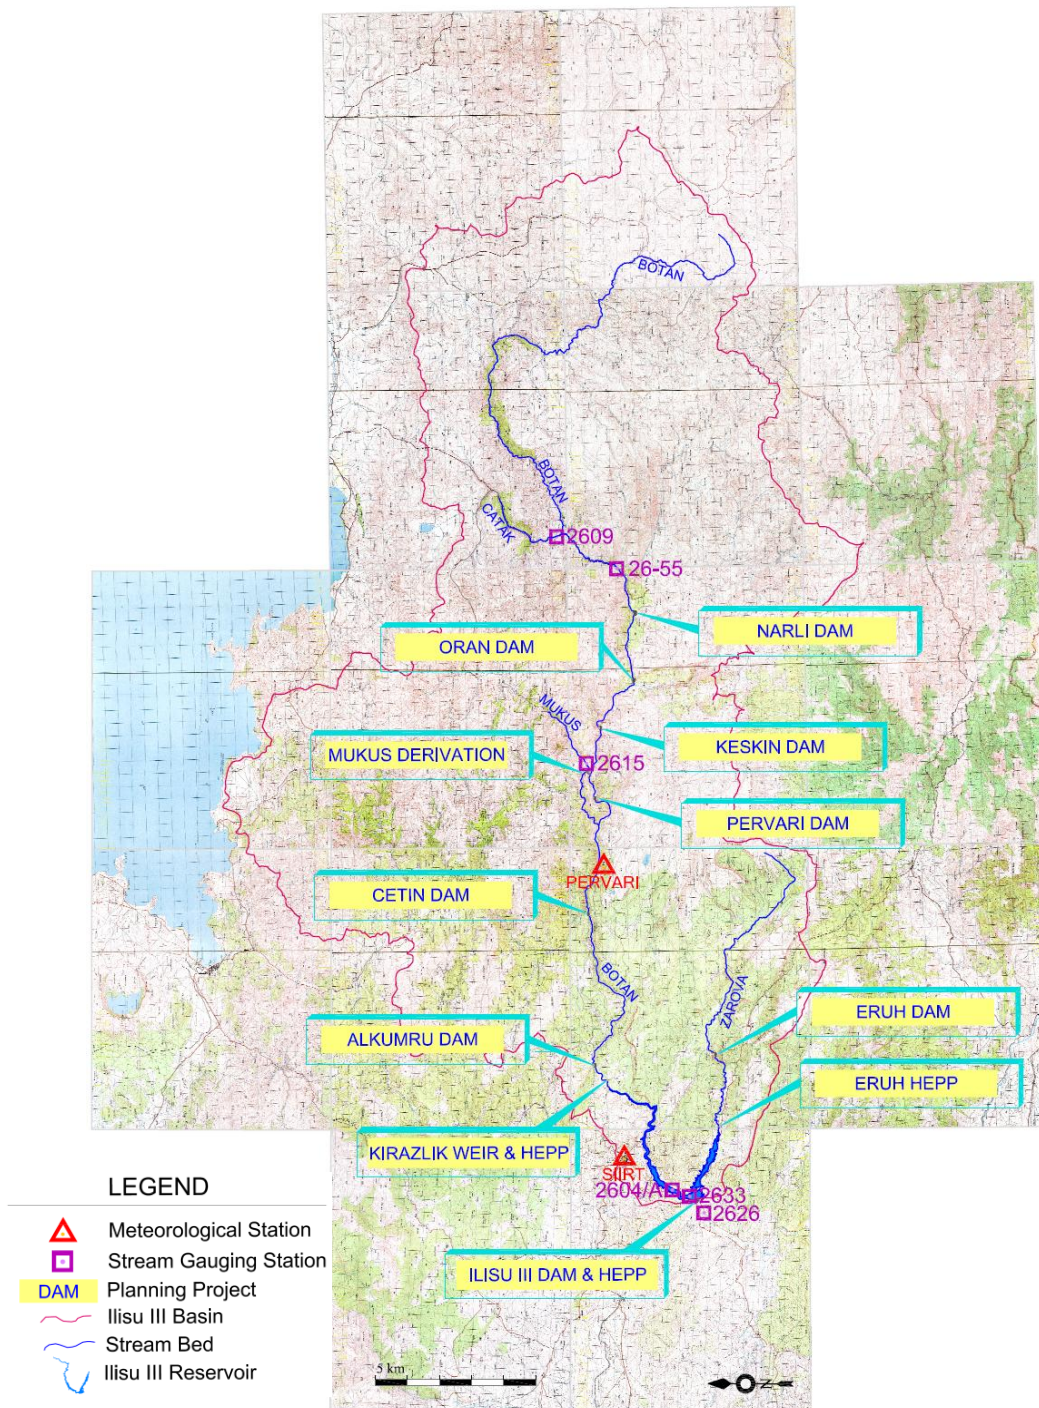 BOTAN
BOTAN
CATAK
2609
26-55
NARLI DAM
ORAN DAM
MUKUS
KESKIN DAM
MUKUS DERIVATION
2615
PERVARI DAM
PERVARI
CETIN DAM
BOTAN
ZAROVA
ERUH DAM
ALKUMRU DAM
ERUH HEPP
KIRAZLIK WEIR & HEPP
SIIRT
2604/A
2633
2626
ILISU III DAM & HEPP
LEGEND
Meteorological Station
Stream Gauging Station
DAM Planning Project
Ilisu III Basin
Stream Bed
Ilisu III Reservoir
5 km
N